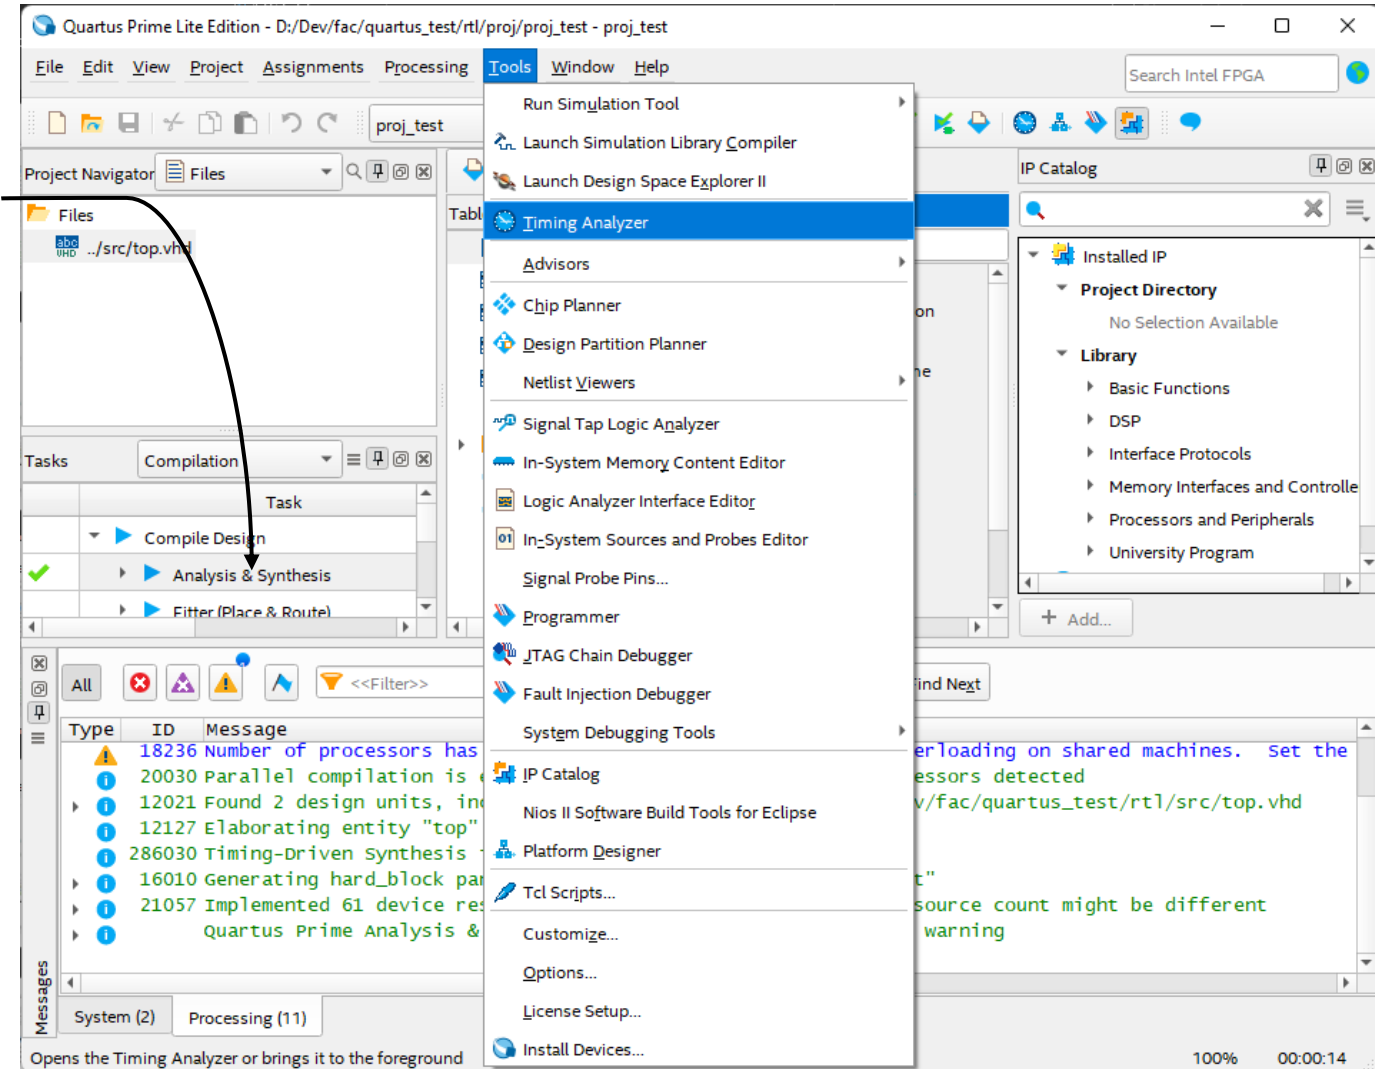 Quartus Prime Lite Edition - D:/Dev/fac/quartus_test/rtl/proj/proj_test - proj_test
File Edit View Project Assignments Processing Tools Window Help
Search Intel FPGA
proj_test
Project Navigator Files
Files
abc VHD ../src/top.vhd
Tasks Compilation
Task
Compile Design
Analysis & Synthesis
Fitter (Place & Route)
Tabl
on
ne
Run Simulation Tool
Launch Simulation Library Compiler
Launch Design Space Explorer II
Timing Analyzer
Advisors
Chip Planner
Design Partition Planner
Netlist Viewers
Signal Tap Logic Analyzer
In-System Memory Content Editor
Logic Analyzer Interface Editor
01 In-System Sources and Probes Editor
Signal Probe Pins...
Programmer
JTAG Chain Debugger
Fault Injection Debugger
System Debugging Tools
IP Catalog
Nios II Software Build Tools for Eclipse
Platform Designer
Tcl Scripts...
Customize...
Options...
License Setup...
Install Devices...
IP Catalog
Installed IP
Project Directory
No Selection Available
Library
Basic Functions
DSP
Interface Protocols
Memory Interfaces and Controlle
Processors and Peripherals
University Program
+ Add...
All <<Filter>> Find Next
Type ID Message
18236 Number of processors has erloading on shared machines. Set the
20030 Parallel compilation is e essors detected
12021 Found 2 design units, inc v/fac/quartus_test/rtl/src/top.vhd
12127 Elaborating entity "top"
286030 Timing-Driven Synthesis i
16010 Generating hard_block par t"
21057 Implemented 61 device res source count might be different
Quartus Prime Analysis & warning
Messages
System (2) Processing (11)
Opens the Timing Analyzer or brings it to the foreground
100% 00:00:14